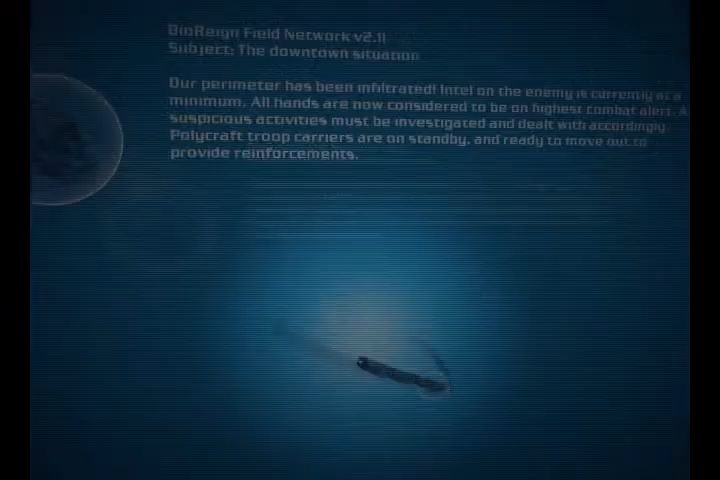 BioReign Field Network v2.11
Subject: The downtown situation
Our perimeter has been infiltrated! Intel on the enemy is currently at a
minimum. All hands are now considered to be on highest combat alert. A
suspicious activities must be investigated and dealt with accordingly.
Polycraft troop carriers are on standby, and ready to move out to
provide reinforcements.